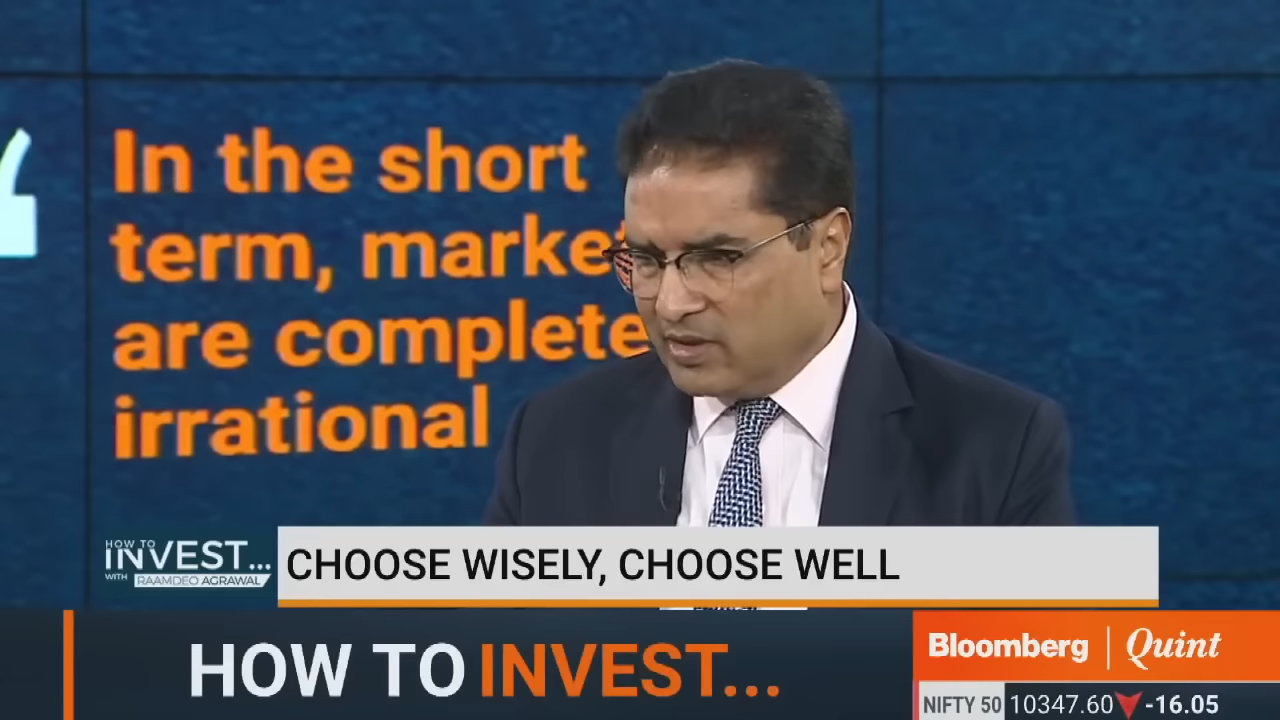 In the short
term, market
are complete
irrational
HOW TO
INVEST...
WITH RAAMDEO AGRAWAL
CHOOSE WISELY, CHOOSE WELL
HOW TO INVEST...
Bloomberg | Quint
NIFTY 50 10347.60 -16.05